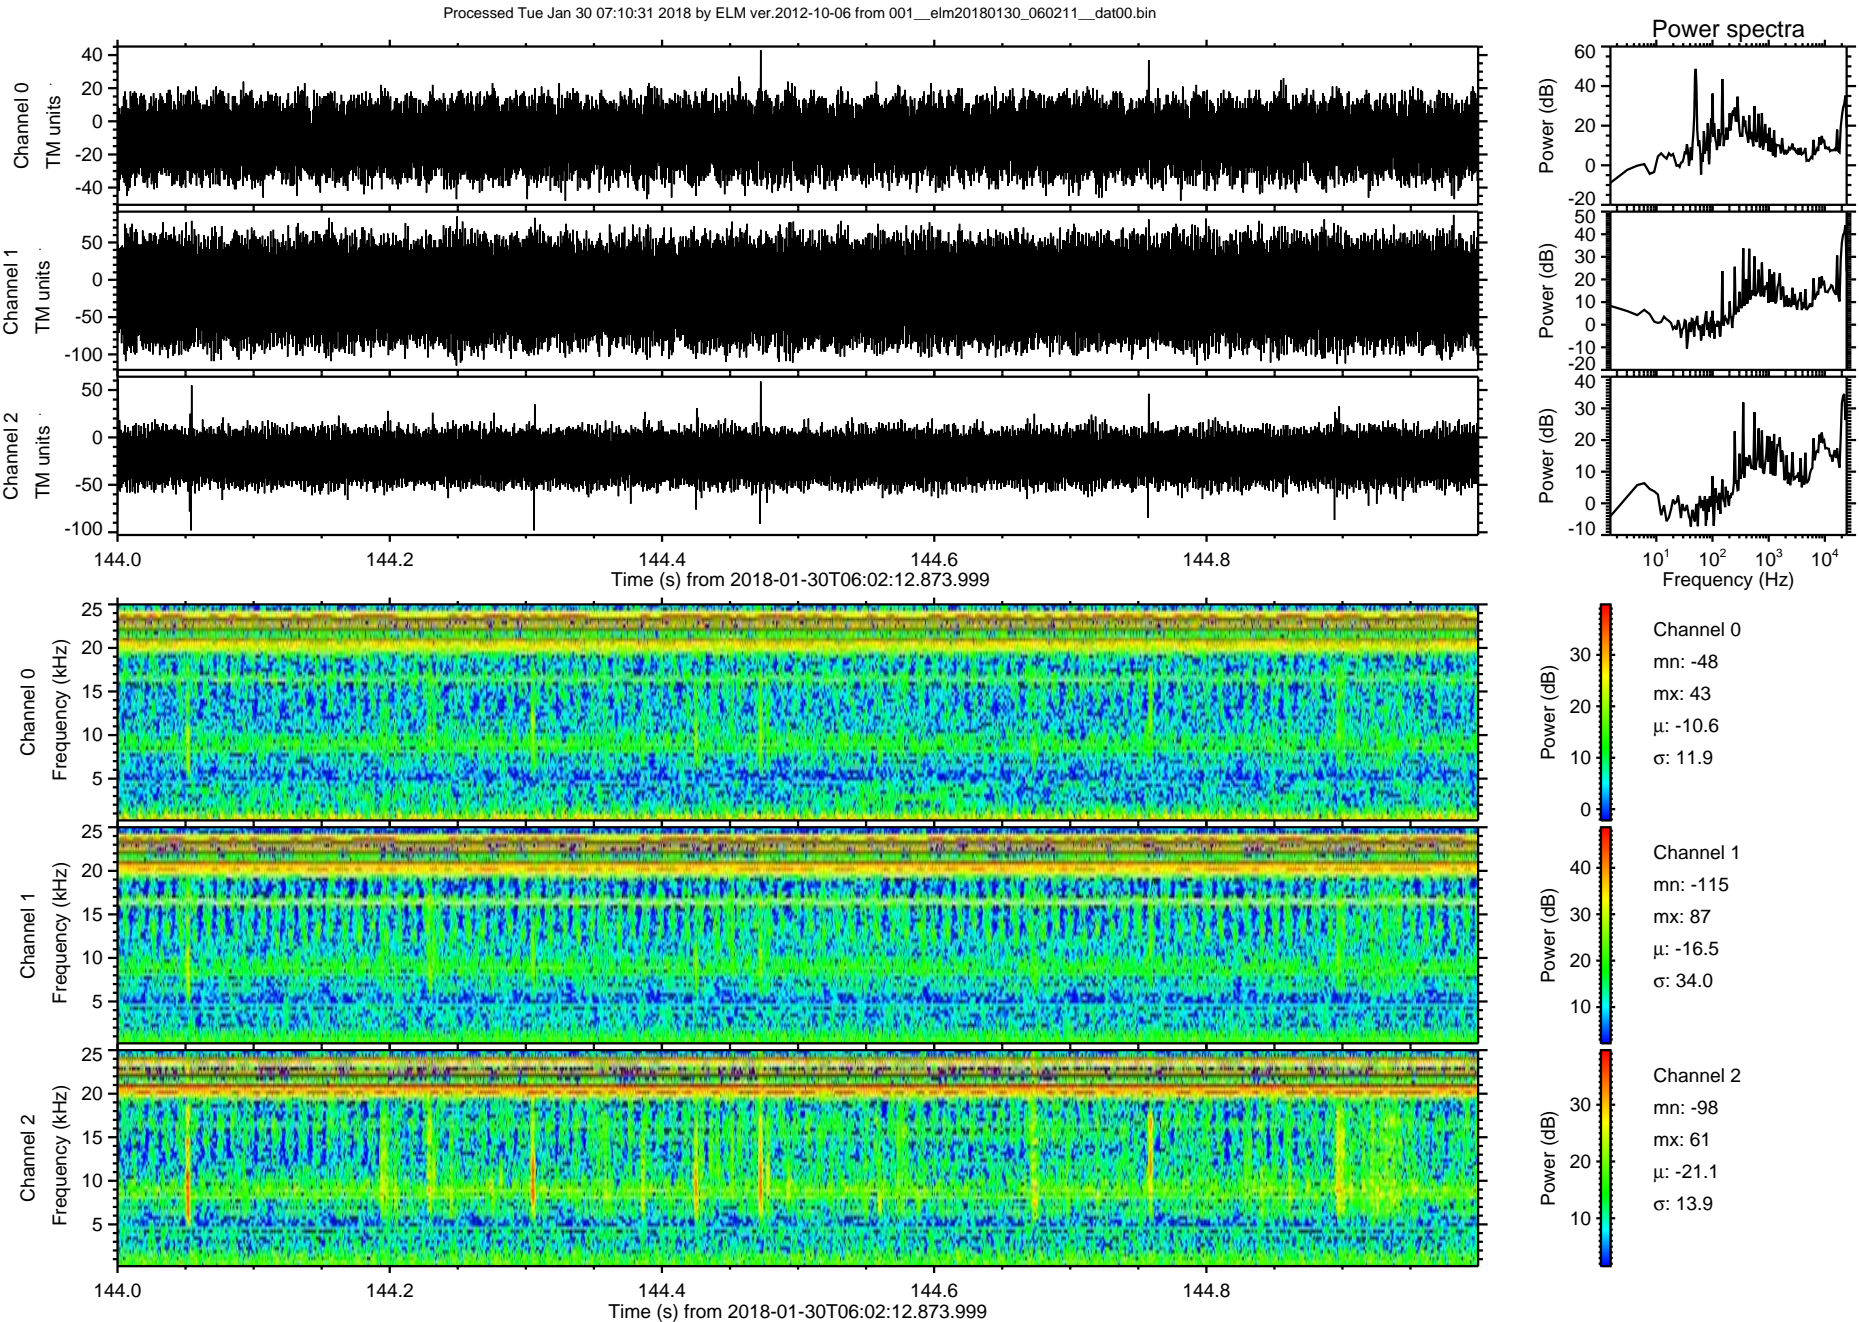 Processed Tue Jan 30 07:10:31 2018 by ELM ver.2012-10-06 from 001__elm20180130_060211__dat00.bin
Power spectra
Channel 0
TM units
40
20
0
-20
-40
Power (dB)
60
40
20
0
-20
Channel 1
TM units
50
0
-50
-100
Power (dB)
50
40
30
20
10
0
-10
-20
Channel 2
TM units
50
0
-50
-100
Power (dB)
40
30
20
10
0
-10
144.0 144.2 144.4 144.6 144.8
Time (s) from 2018-01-30T06:02:12.873.999
10^1 10^2 10^3 10^4
Frequency (Hz)
Channel 0
Frequency (kHz)
25
20
15
10
5
Power (dB)
30
20
10
0
Channel 0
mn: -48
mx: 43
μ: -10.6
σ: 11.9
Channel 1
Frequency (kHz)
25
20
15
10
5
Power (dB)
40
30
20
10
Channel 1
mn: -115
mx: 87
μ: -16.5
σ: 34.0
Channel 2
Frequency (kHz)
25
20
15
10
5
Power (dB)
30
20
10
Channel 2
mn: -98
mx: 61
μ: -21.1
σ: 13.9
144.0 144.2 144.4 144.6 144.8
Time (s) from 2018-01-30T06:02:12.873.999